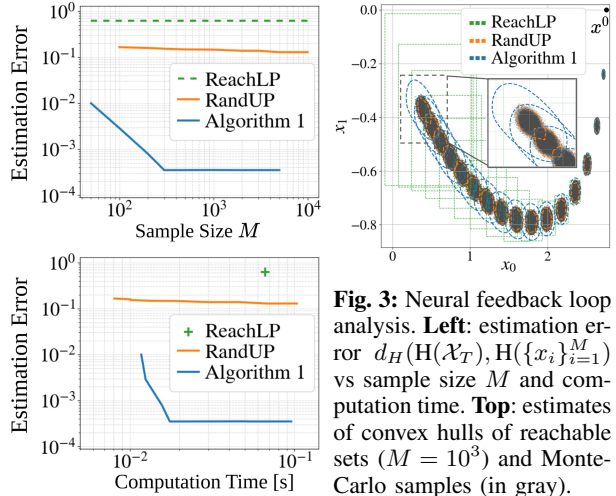 10^0
10^{-1}
10^{-2}
10^{-3}
10^{-4}
Estimation Error
ReachLP
RandUP
Algorithm 1
10^2
10^3
10^4
Sample Size M
10^0
10^{-1}
10^{-2}
10^{-3}
10^{-4}
Estimation Error
ReachLP
RandUP
Algorithm 1
10^{-2}
10^{-1}
Computation Time [s]
−0.0
−0.2
−0.4
−0.6
−0.8
x_1
ReachLP
RandUP
Algorithm 1
x^0
0
1
2
x_0
Fig. 3: Neural feedback loop
analysis. Left: estimation er-
ror d_H(H(𝒳_T), H({x_i}_{i=1}^M)
vs sample size M and com-
putation time. Top: estimates
of convex hulls of reachable
sets (M = 10^3) and Monte-
Carlo samples (in gray).